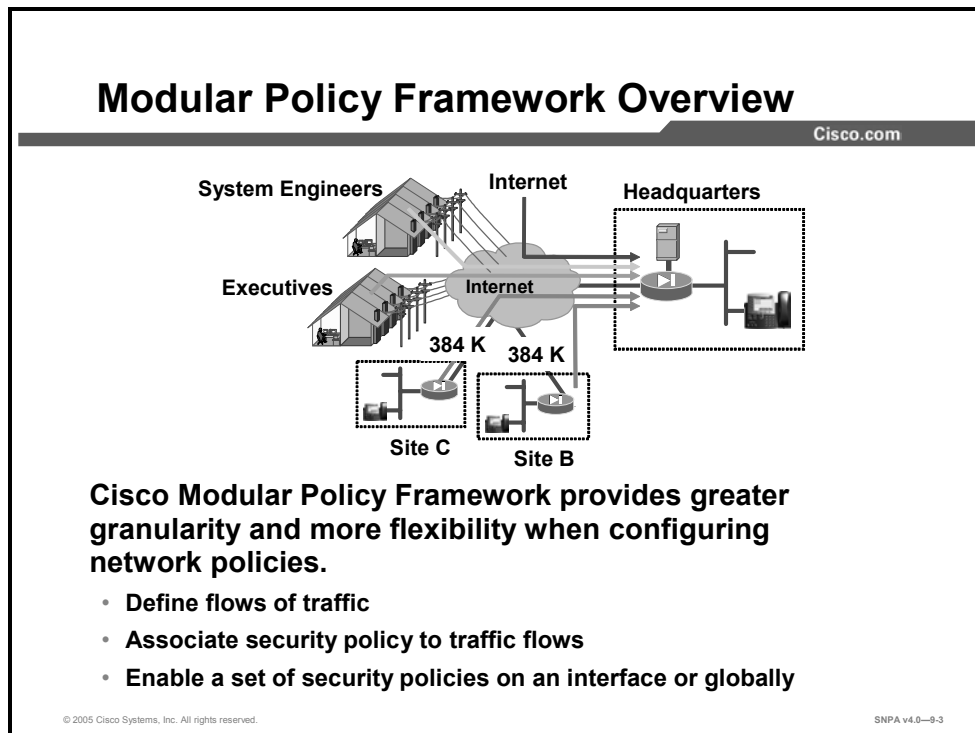 Modular Policy Framework Overview
Cisco.com
System Engineers
Internet
Headquarters
Executives
Internet
384 K
384 K
Site C
Site B
Cisco Modular Policy Framework provides greater
granularity and more flexibility when configuring
network policies.
• Define flows of traffic
• Associate security policy to traffic flows
• Enable a set of security policies on an interface or globally
© 2005 Cisco Systems, Inc. All rights reserved.
SNPA v4.0—9-3